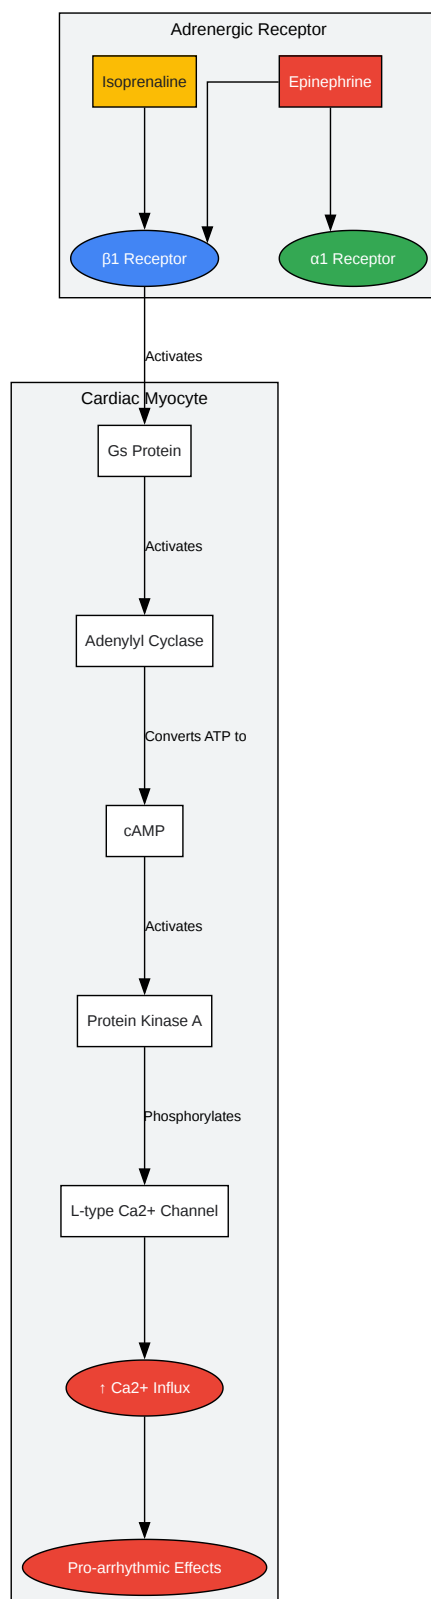 Adrenergic Receptor
Isoprenaline
Epinephrine
β1 Receptor
α1 Receptor
Activates
Cardiac Myocyte
Gs Protein
Activates
Adenylyl Cyclase
Converts ATP to
cAMP
Activates
Protein Kinase A
Phosphorylates
L-type Ca2+ Channel
↑ Ca2+ Influx
Pro-arrhythmic Effects